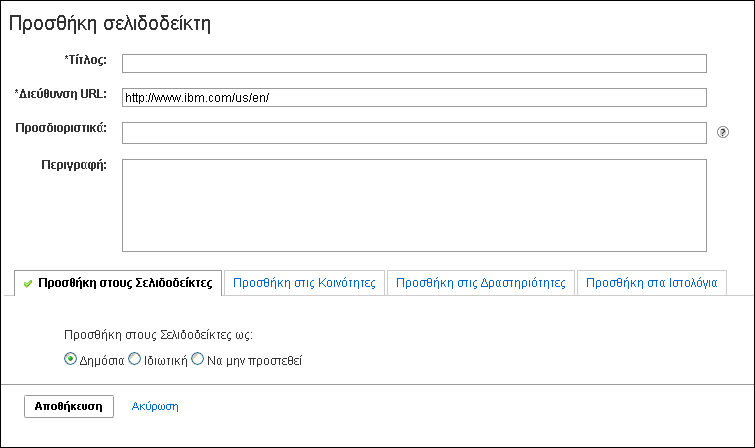 Προσθήκη σελιδοδείκτη
*Τίτλος:
*Διεύθυνση URL: http://www.ibm.com/us/en/
Προσδιοριστικά: ?
Περιγραφή:
Προσθήκη στους Σελιδοδείκτες Προσθήκη στις Κοινότητες Προσθήκη στις Δραστηριότητες Προσθήκη στα Ιστολόγια
Προσθήκη στους Σελιδοδείκτες ως:
Δημόσια Ιδιωτική Να μην προστεθεί
Αποθήκευση Ακύρωση